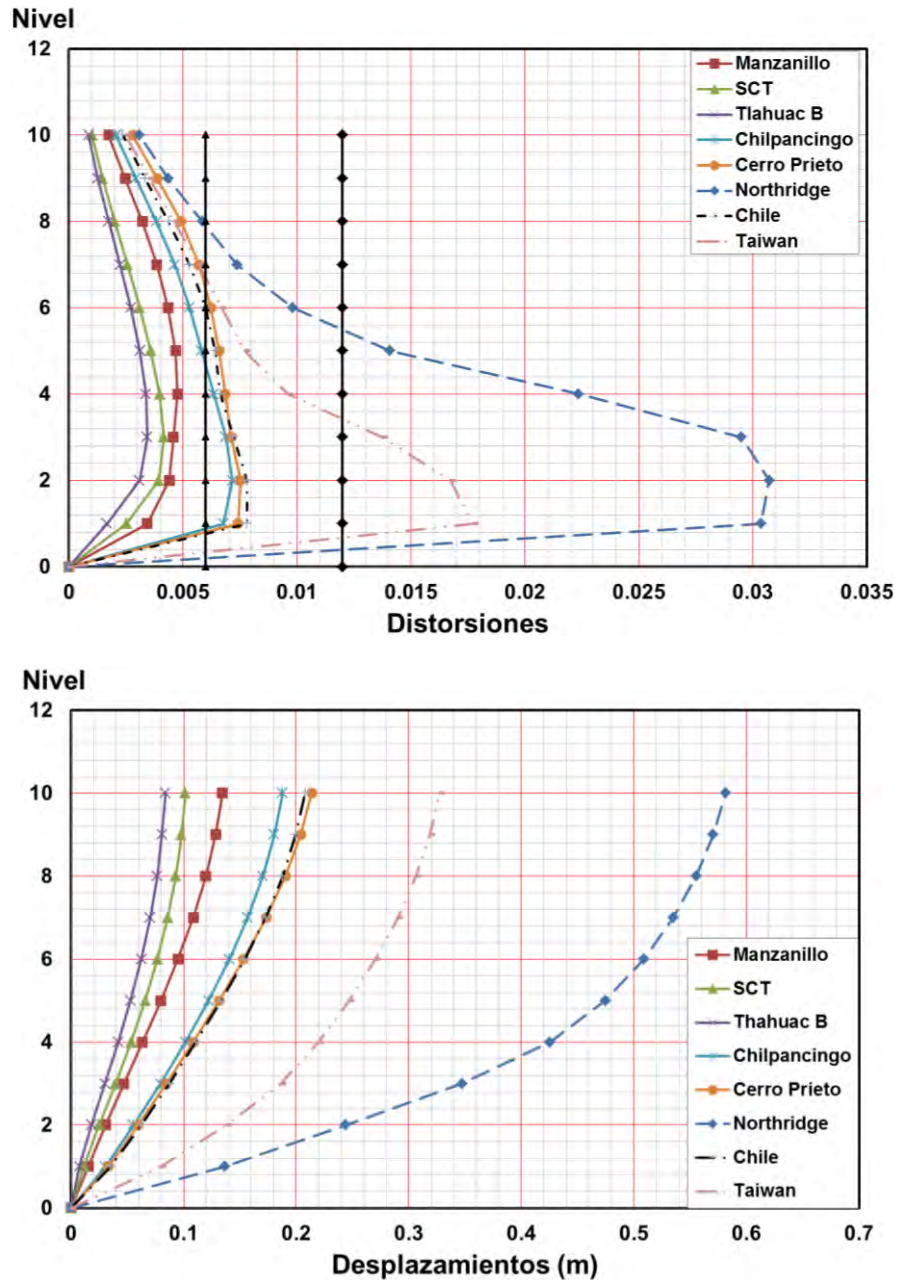 Nivel
12
10
8
6
4
2
0
Manzanillo
SCT
Tlahuac B
Chilpancingo
Cerro Prieto
Northridge
Chile
Taiwan
0 0.005 0.01 0.015 0.02 0.025 0.03 0.035
Distorsiones
Nivel
12
10
8
6
4
2
0
Manzanillo
SCT
Thahuac B
Chilpancingo
Cerro Prieto
Northridge
Chile
Taiwan
0 0.1 0.2 0.3 0.4 0.5 0.6 0.7
Desplazamientos (m)